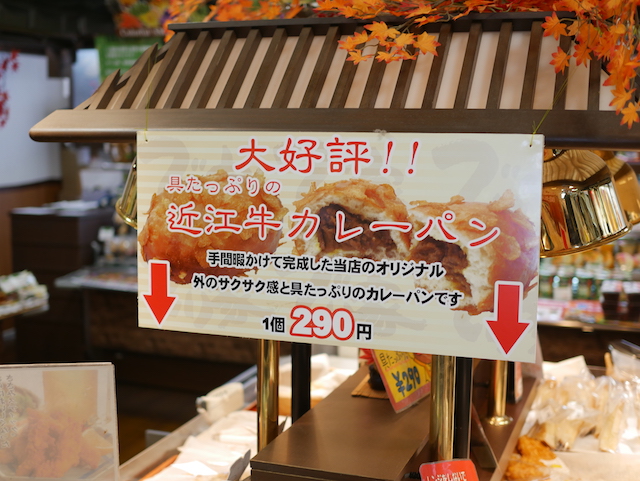 大好評!!
具たっぷりの
近江牛カレーパン
手間暇かけて完成した当店のオリジナル
外のサクサク感と具たっぷりのカレーパンです
1個290円